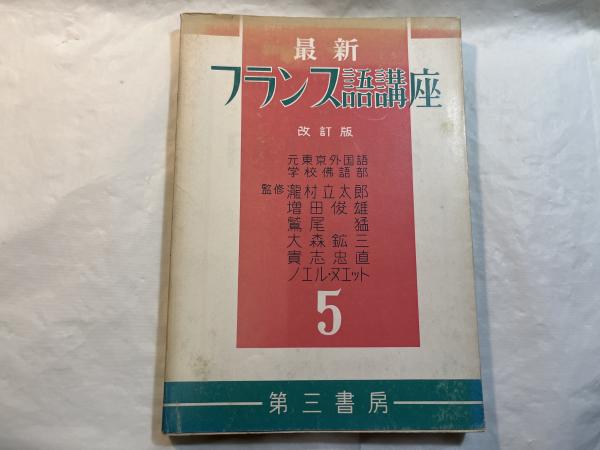 最新
フランス語講座
改訂版
元東京外国語
学校佛語部
監修 瀧村立太郎
増田俊雄
鷲尾 猛
大森鉱三
貴志忠直
ノエル・ヌエット
5
第三書房